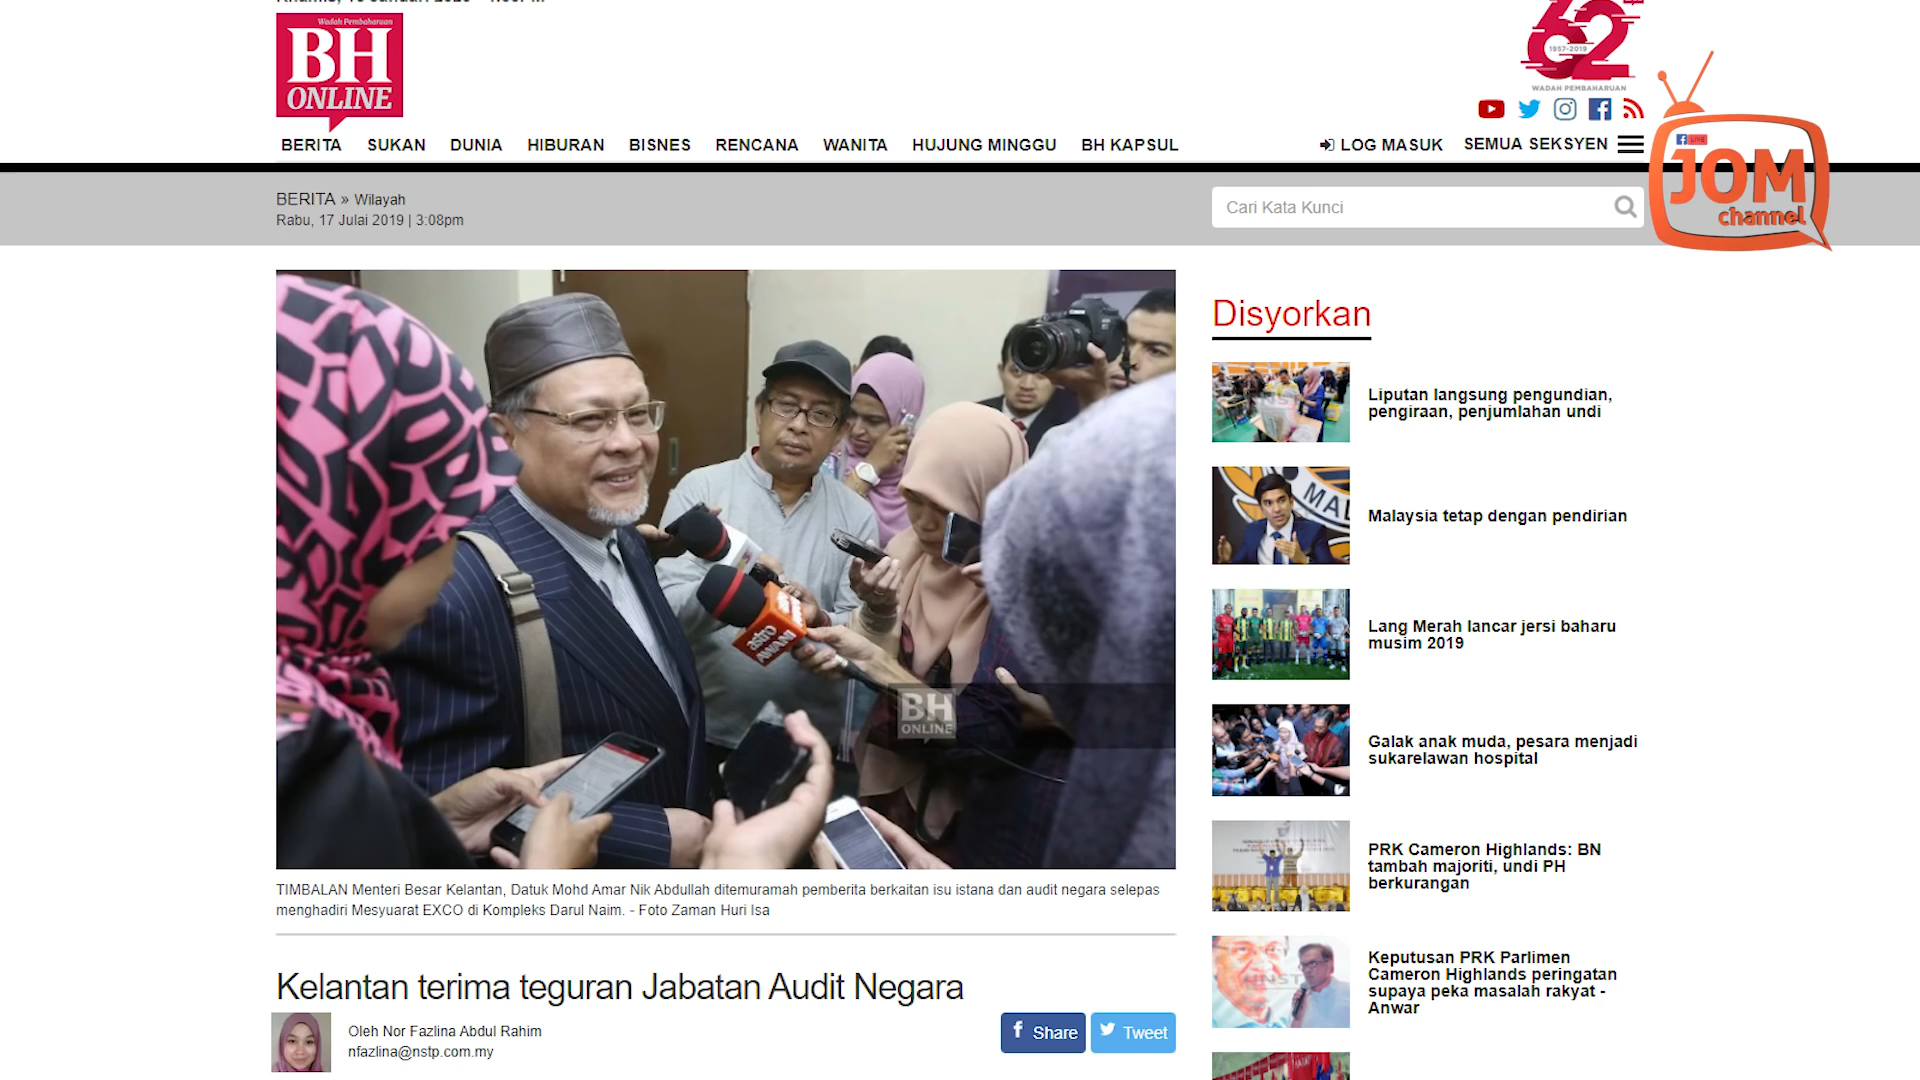 Wadah Pembaharuan
BH
ONLINE
62
1957-2019
WADAH PEMBAHARUAN
BERITA SUKAN DUNIA HIBURAN BISNES RENCANA WANITA HUJUNG MINGGU BH KAPSUL
LOG MASUK SEMUA SEKSYEN
LIVE
JOM
channel
BERITA » Wilayah
Rabu, 17 Julai 2019 | 3:08pm
Cari Kata Kunci
astro
AWANI
BH
ONLINE
TIMBALAN Menteri Besar Kelantan, Datuk Mohd Amar Nik Abdullah ditemuramah pemberita berkaitan isu istana dan audit negara selepas
menghadiri Mesyuarat EXCO di Kompleks Darul Naim. - Foto Zaman Huri Isa
Kelantan terima teguran Jabatan Audit Negara
Oleh Nor Fazlina Abdul Rahim
nfazlina@nstp.com.my
Share Tweet
Disyorkan
Liputan langsung pengundian,
pengiraan, penjumlahan undi
Malaysia tetap dengan pendirian
Lang Merah lancar jersi baharu
musim 2019
Galak anak muda, pesara menjadi
sukarelawan hospital
PRK Cameron Highlands: BN
tambah majoriti, undi PH
berkurangan
Keputusan PRK Parlimen
Cameron Highlands peringatan
supaya peka masalah rakyat -
Anwar